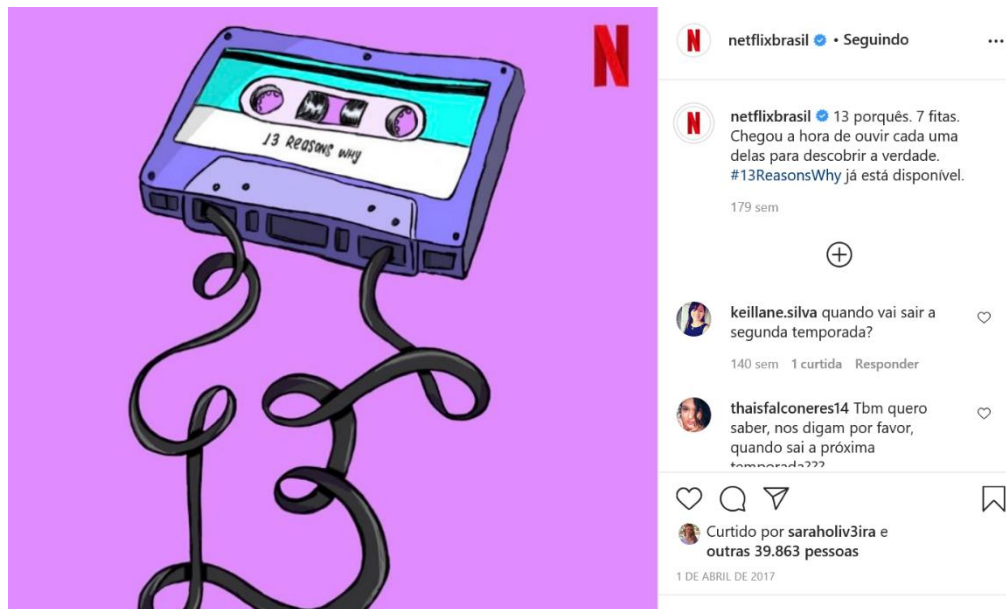 N
13 REASONS WHY
N
netflixbrasil • Seguindo
...
N
netflixbrasil 13 porquês. 7 fitas.
Chegou a hora de ouvir cada uma
delas para descobrir a verdade.
#13ReasonsWhy já está disponível.
179 sem
keillane.silva quando vai sair a
segunda temporada?
140 sem 1 curtida Responder
thaisfalconeres14 Tbm quero
saber, nos digam por favor,
quando sai a próxima
temporada???
Curtido por saraholiv3ira e
outras 39.863 pessoas
1 DE ABRIL DE 2017